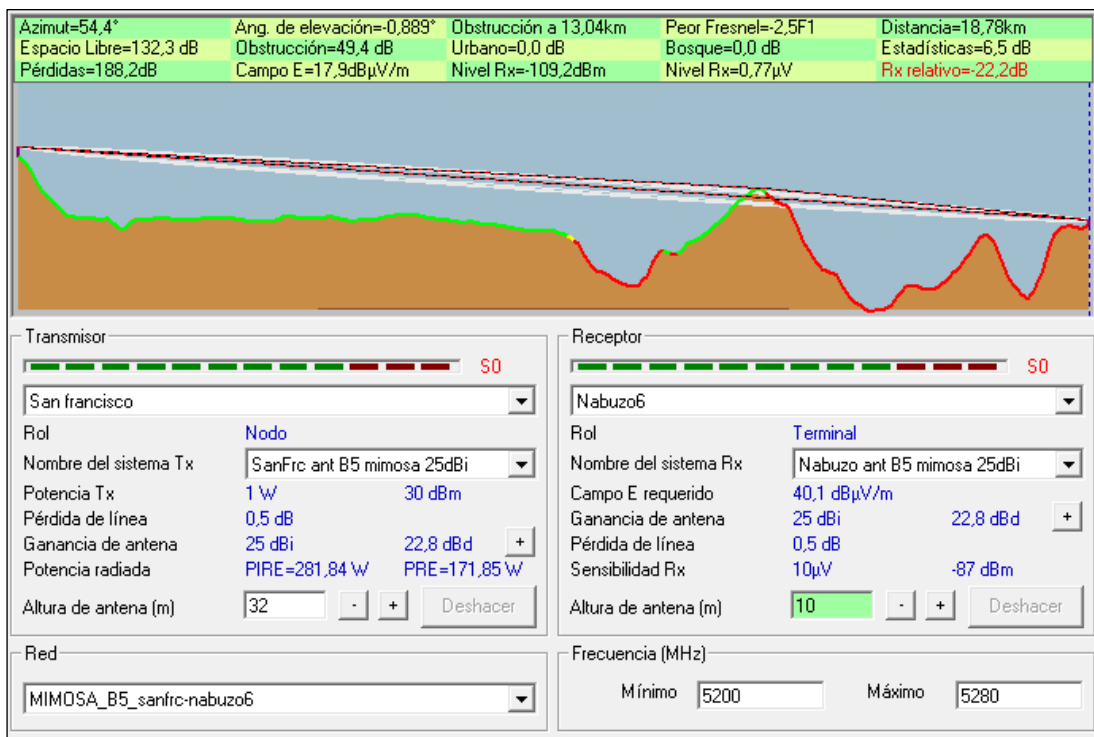 Azimut=54,4° Ang. de elevación=-0,889° Obstrucción a 13,04km Peor Fresnel=-2,5F1 Distancia=18,78km
Espacio Libre=132,3 dB Obstrucción=49,4 dB Urbano=0,0 dB Bosque=0,0 dB Estadísticas=6,5 dB
Pérdidas=188,2dB Campo E=17,9dBµV/m Nivel Rx=-109,2dBm Nivel Rx=0,77µV Rx relativo=-22,2dB
Transmisor
S0
San francisco
Rol Nodo
Nombre del sistema Tx SanFrc ant B5 mimosa 25dBi
Potencia Tx 1 W 30 dBm
Pérdida de línea 0,5 dB
Ganancia de antena 25 dBi 22,8 dBd +
Potencia radiada PIRE=281,84 W PRE=171,85 W
Altura de antena (m) 32 - + Deshacer
Receptor
S0
Nabuzo6
Rol Terminal
Nombre del sistema Rx Nabuzo ant B5 mimosa 25dBi
Campo E requerido 40,1 dBµV/m
Ganancia de antena 25 dBi 22,8 dBd +
Pérdida de línea 0,5 dB
Sensibilidad Rx 10µV -87 dBm
Altura de antena (m) 10 - + Deshacer
Red
MIMOSA_B5_sanfrc-nabuzo6
Frecuencia (MHz)
Mínimo 5200 Máximo 5280